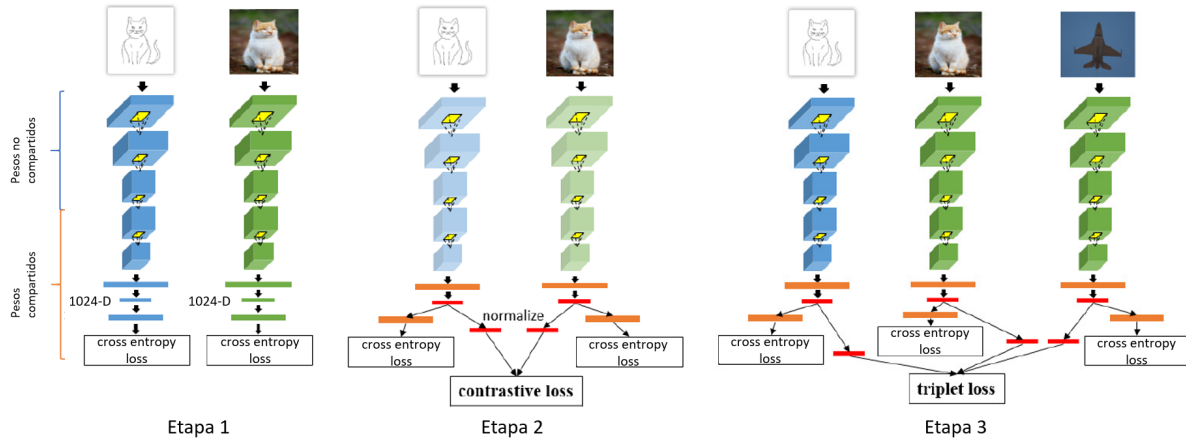 Pesos no
compartidos
Pesos
compartidos
1024-D
1024-D
cross entropy
loss
cross entropy
loss
Etapa 1
normalize
cross entropy
loss
cross entropy
loss
contrastive loss
Etapa 2
cross entropy
loss
cross entropy
loss
cross entropy
loss
triplet loss
Etapa 3